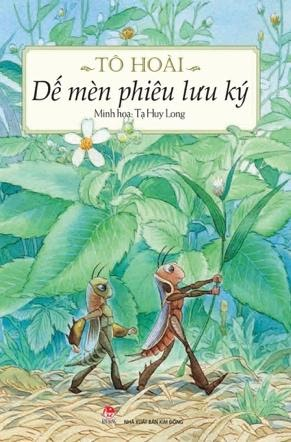 TÔ HOÀI
Dế mèn phiêu lưu ký
Minh họa: Tạ Huy Long
NHÀ XUẤT BẢN KIM ĐỒNG